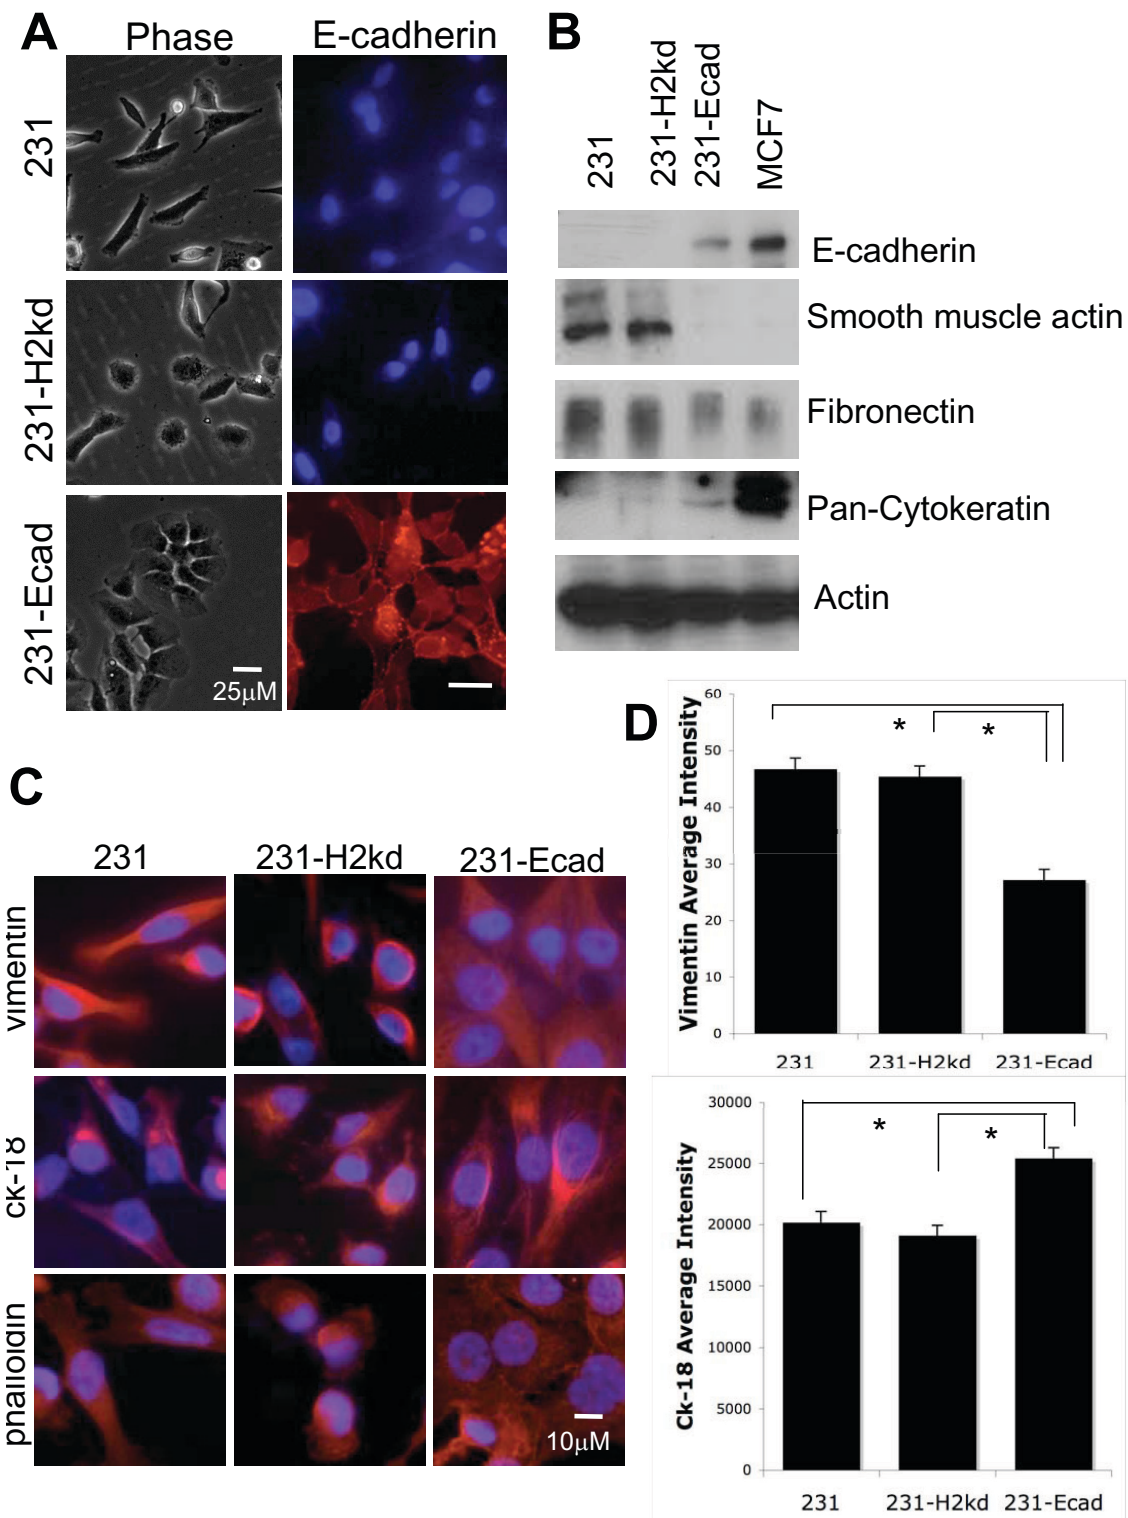 A
Phase
E-cadherin
231
231-H2kd
231-Ecad
25µM
B
231
231-H2kd
231-Ecad
MCF7
E-cadherin
Smooth muscle actin
Fibronectin
Pan-Cytokeratin
Actin
C
231
231-H2kd
231-Ecad
vimentin
ck-18
phalloidin
10µM
D
Vimentin Average Intensity
60
50
40
30
20
10
0
*
*
231
231-H2kd
231-Ecad
Ck-18 Average Intensity
30000
25000
20000
15000
10000
5000
0
*
*
231
231-H2kd
231-Ecad